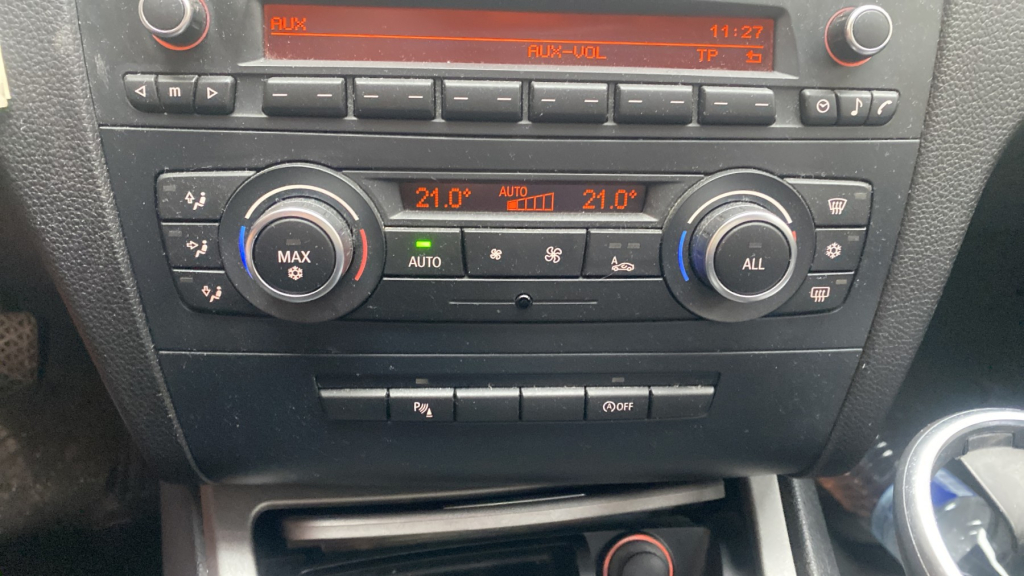 AUX 11:27
AUX-VOL TP
m
21.0° AUTO 21.0°
MAX AUTO A ALL
P A OFF